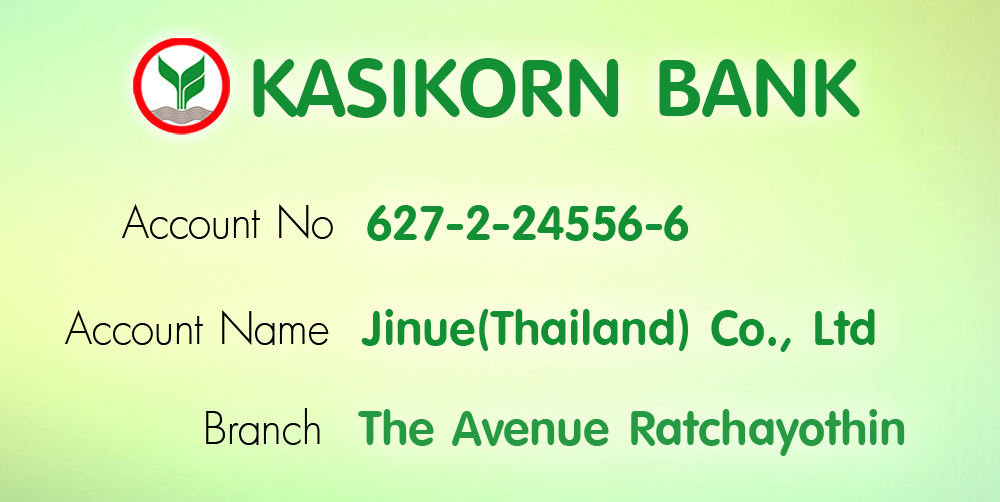 KASIKORN BANK
Account No 627-2-24556-6
Account Name Jinue(Thailand) Co., Ltd
Branch The Avenue Ratchayothin